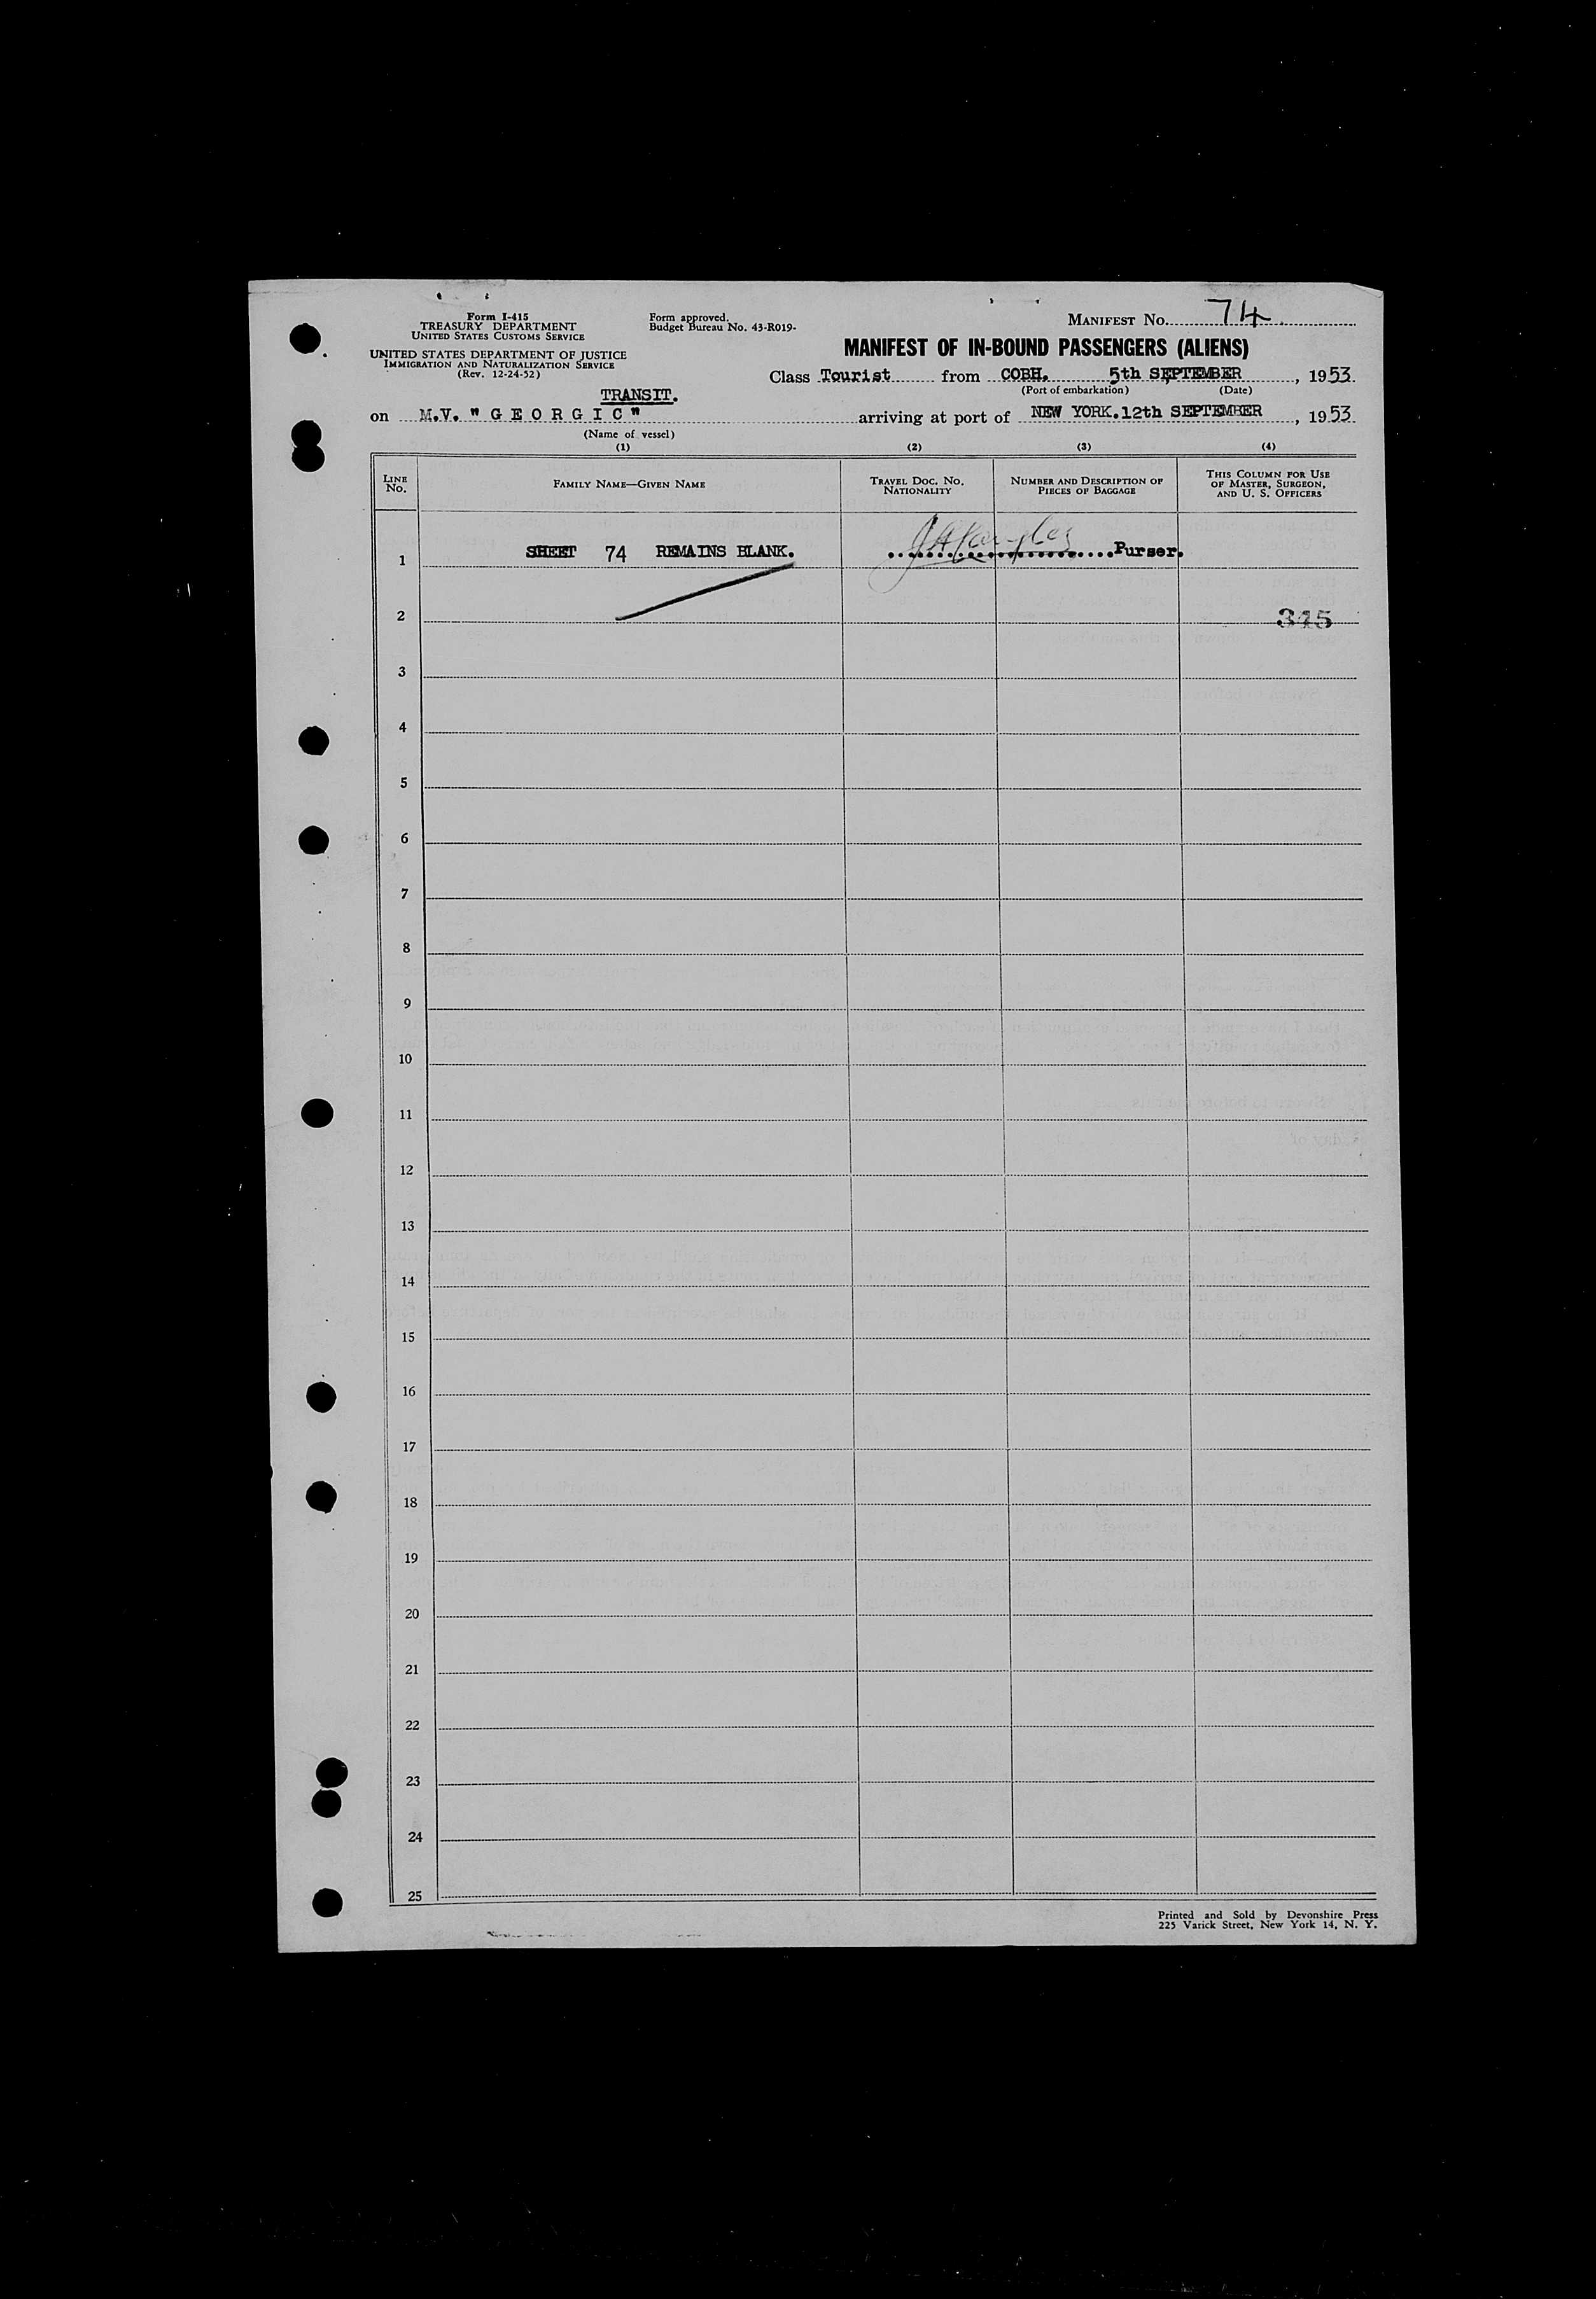 Form I-415
TREASURY DEPARTMENT
UNITED STATES CUSTOMS SERVICE
UNITED STATES DEPARTMENT OF JUSTICE
IMMIGRATION AND NATURALIZATION SERVICE
(Rev. 12-24-52)
Form approved.
Budget Bureau No. 43-R019-
MANIFEST No. 74
MANIFEST OF IN-BOUND PASSENGERS (ALIENS)
Class Tourist from COBH. 5th SEPTEMBER, 1953
(Port of embarkation) (Date)
TRANSIT.
on M.V. "GEORGIC" arriving at port of NEW YORK. 12th SEPTEMBER, 1953
(Name of vessel)
(1) (2) (3) (4)
LINE No. FAMILY NAME—GIVEN NAME TRAVEL DOC. No. NATIONALITY NUMBER AND DESCRIPTION OF PIECES OF BAGGAGE THIS COLUMN FOR USE OF MASTER, SURGEON, AND U. S. OFFICERS
1 SHEET 74 REMAINS BLANK. Purser.
2 345
3
4
5
6
7
8
9
10
11
12
13
14
15
16
17
18
19
20
21
22
23
24
25
Printed and Sold by Devonshire Press
225 Varick Street, New York 14, N. Y.